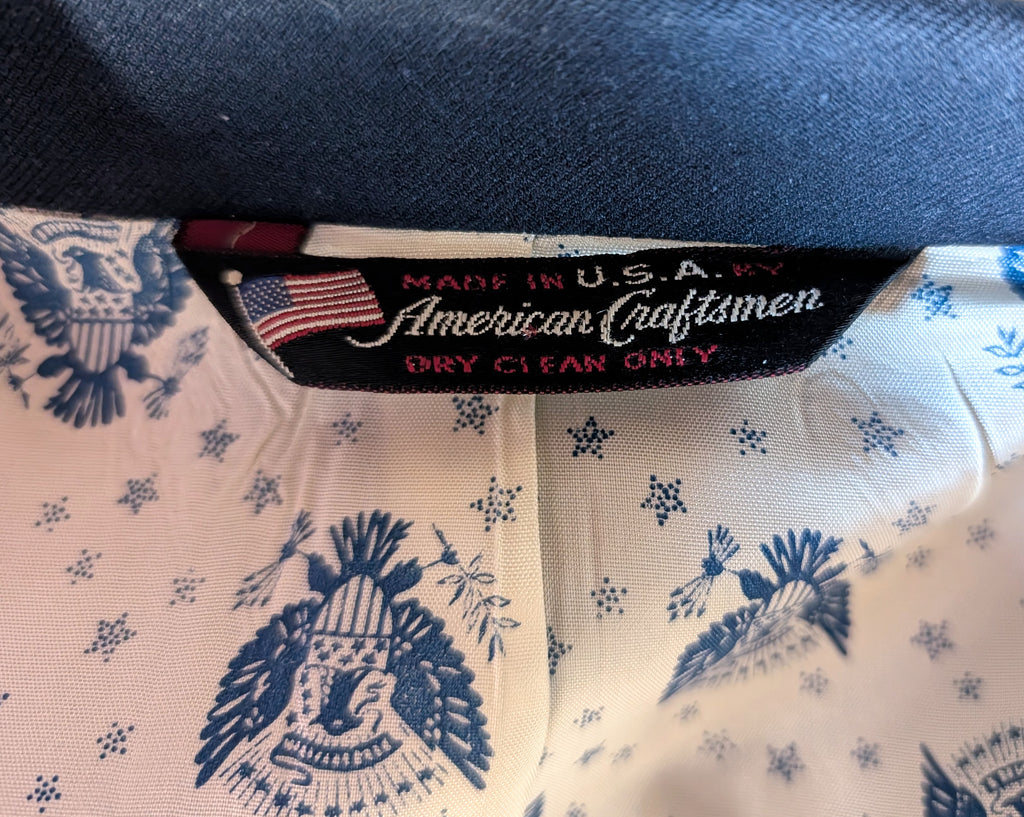 MADE IN U.S.A. BY
American Craftsmen
DRY CLEAN ONLY